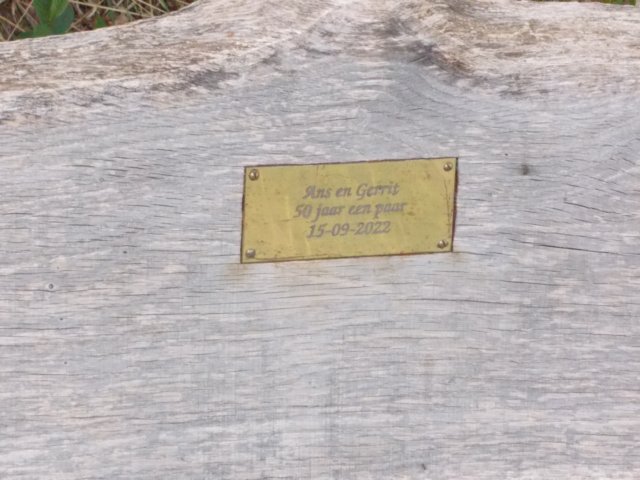 Ans en Gerrit
50 jaar een paar
15-09-2022